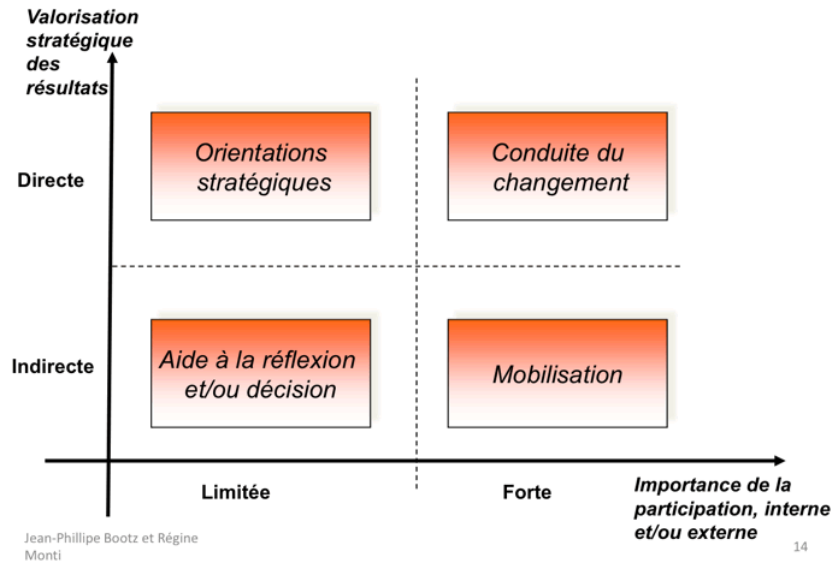 Valorisation
stratégique
des
résultats
Orientations
stratégiques
Conduite du
changement
Directe
Aide à la réflexion
et/ou décision
Mobilisation
Indirecte
Limitée
Forte
Importance de la
participation, interne
et/ou externe
Jean-Phillipe Bootz et Régine
Monti
14